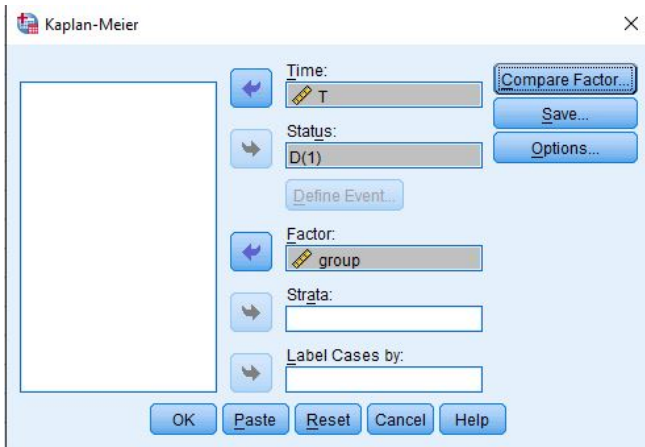 Kaplan-Meier
Time:
T
Compare Factor...
Save...
Status:
D(1)
Options...
Define Event...
Factor:
group
Strata:
Label Cases by:
OK Paste Reset Cancel Help